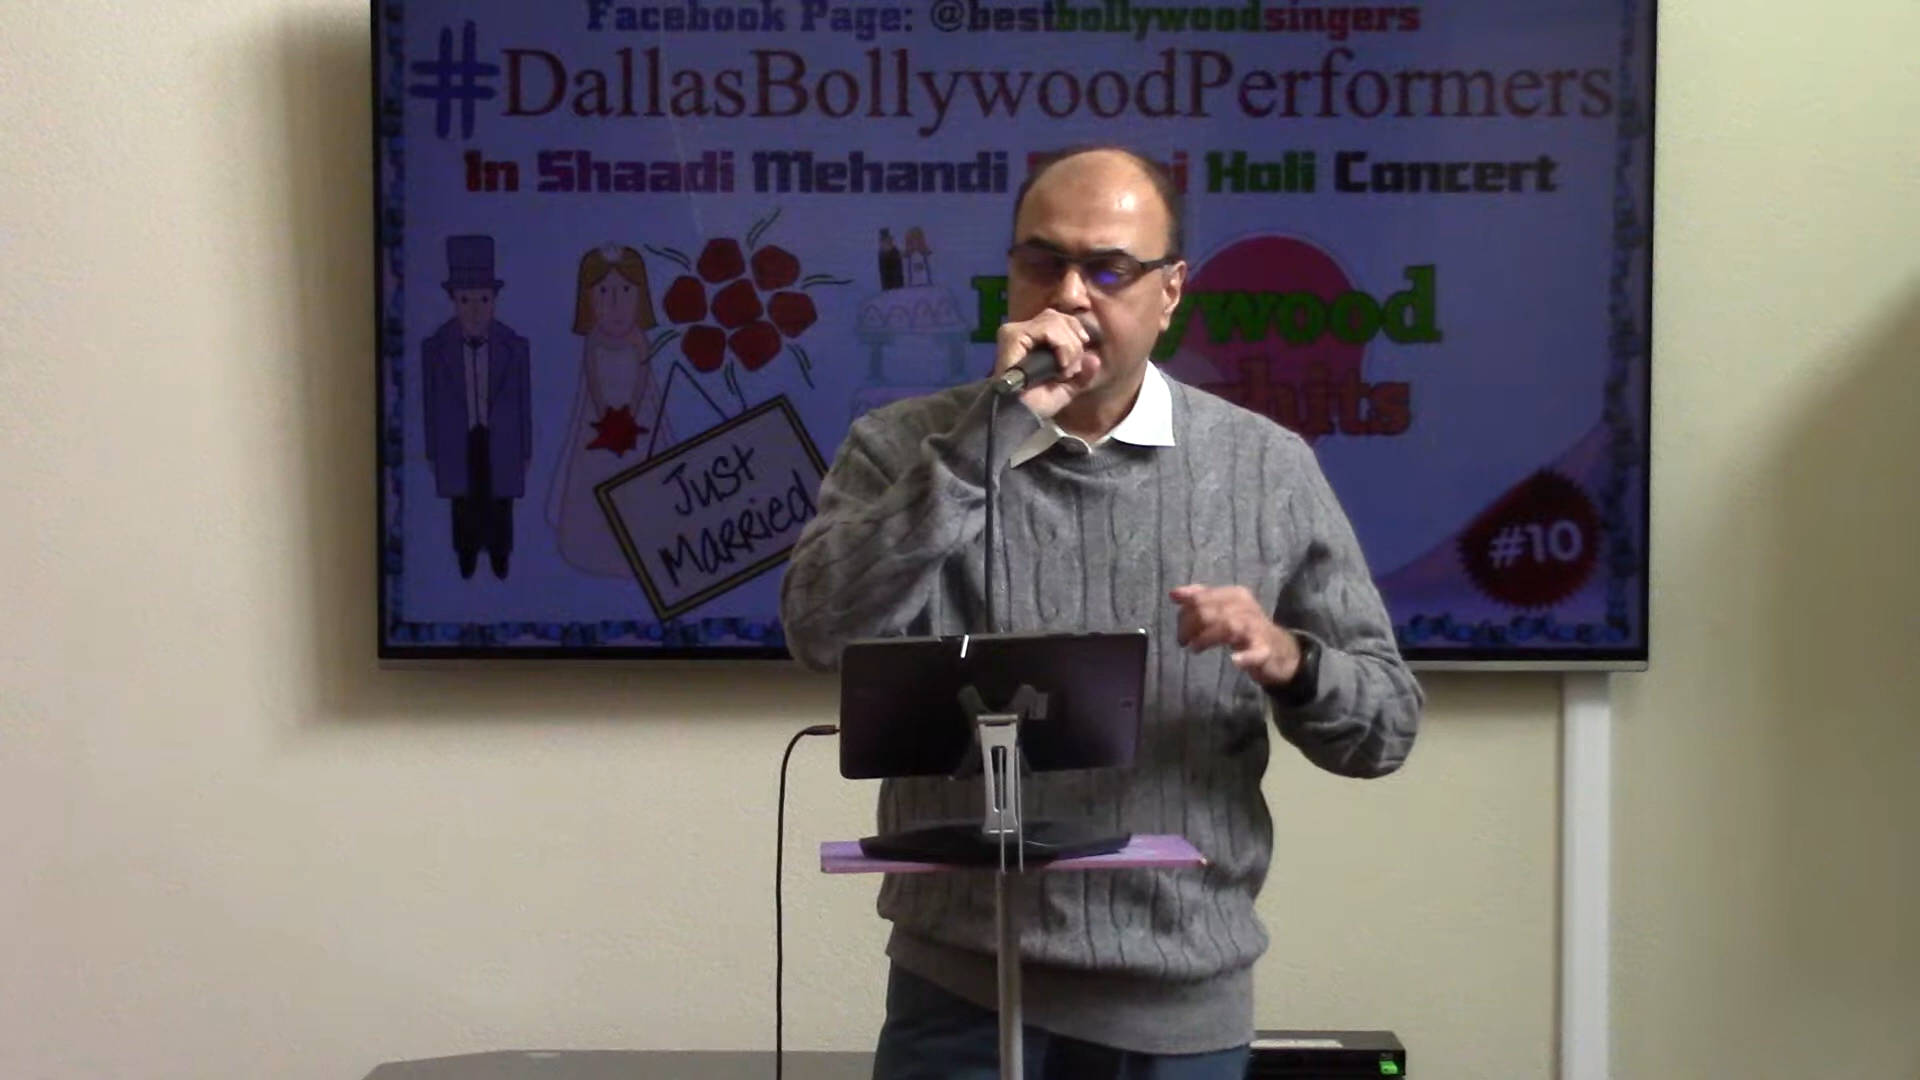 Facebook Page: @bestbollywoodsingers
#DallasBollywoodPerformers
In Shaadi Mehandi Holi Concert
Just
Married
#10